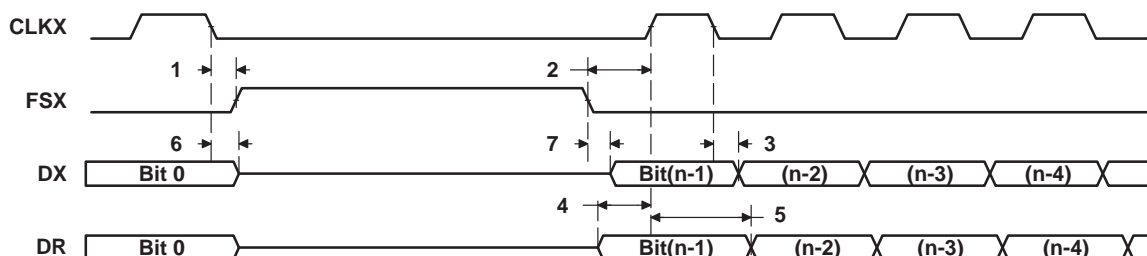 CLKX
1 2
FSX
6 7 3
DX Bit 0 Bit(n-1) (n-2) (n-3) (n-4)
4 5
DR Bit 0 Bit(n-1) (n-2) (n-3) (n-4)